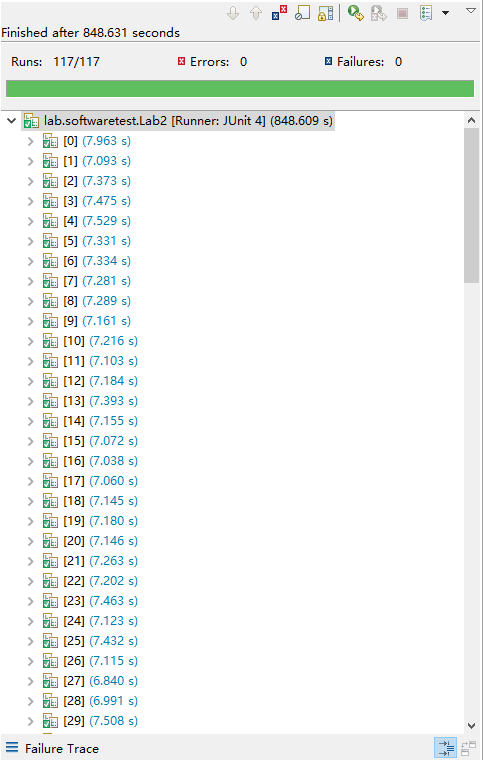 Finished after 848.631 seconds
Runs: 117/117 Errors: 0 Failures: 0
lab.softwaretest.Lab2 [Runner: JUnit 4] (848.609 s)
[0] (7.963 s)
[1] (7.093 s)
[2] (7.373 s)
[3] (7.475 s)
[4] (7.529 s)
[5] (7.331 s)
[6] (7.334 s)
[7] (7.281 s)
[8] (7.289 s)
[9] (7.161 s)
[10] (7.216 s)
[11] (7.103 s)
[12] (7.184 s)
[13] (7.393 s)
[14] (7.155 s)
[15] (7.072 s)
[16] (7.038 s)
[17] (7.060 s)
[18] (7.145 s)
[19] (7.180 s)
[20] (7.146 s)
[21] (7.263 s)
[22] (7.202 s)
[23] (7.463 s)
[24] (7.123 s)
[25] (7.432 s)
[26] (7.115 s)
[27] (6.840 s)
[28] (6.991 s)
[29] (7.508 s)
Failure Trace